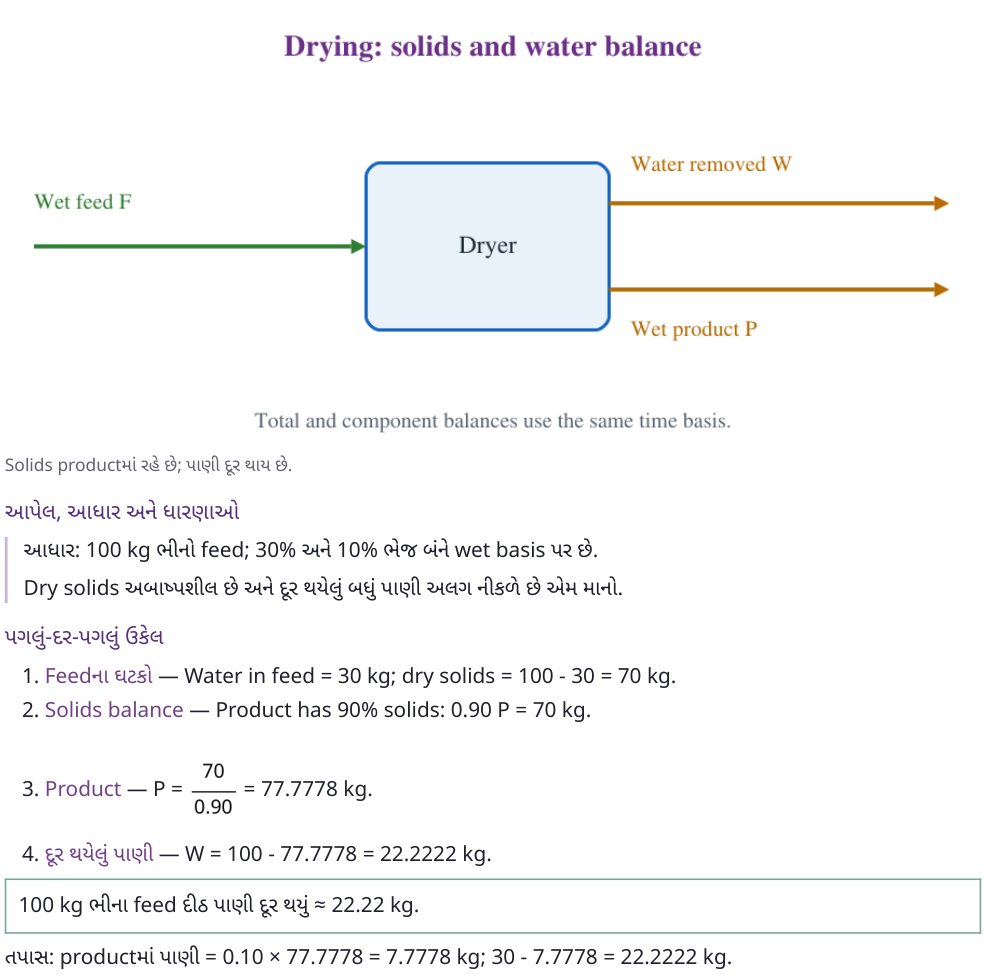 Drying: solids and water balance
Water removed W
Wet feed F
Dryer
Wet product P
Total and component balances use the same time basis.
Solids productમાં રહે છે; પાણી દૂર થાય છે.
આપેલ, આધાર અને ધારણાઓ
આધાર: 100 kg ભીનો feed; 30% અને 10% ભેજ બંને wet basis પર છે.
Dry solids અબાષ્પશીલ છે અને દૂર થયેલું બધું પાણી અલગ નીકળે છે એમ માનો.
પગલું-દર-પગલું ઉકેલ
1. Feedના ઘટકો — Water in feed = 30 kg; dry solids = 100 - 30 = 70 kg.
2. Solids balance — Product has 90% solids: 0.90 P = 70 kg.
3. Product — P = 70 / 0.90 = 77.7778 kg.
4. દૂર થયેલું પાણી — W = 100 - 77.7778 = 22.2222 kg.
100 kg ભીના feed દીઠ પાણી દૂર થયું ≈ 22.22 kg.
તપાસ: productમાં પાણી = 0.10 × 77.7778 = 7.7778 kg; 30 - 7.7778 = 22.2222 kg.